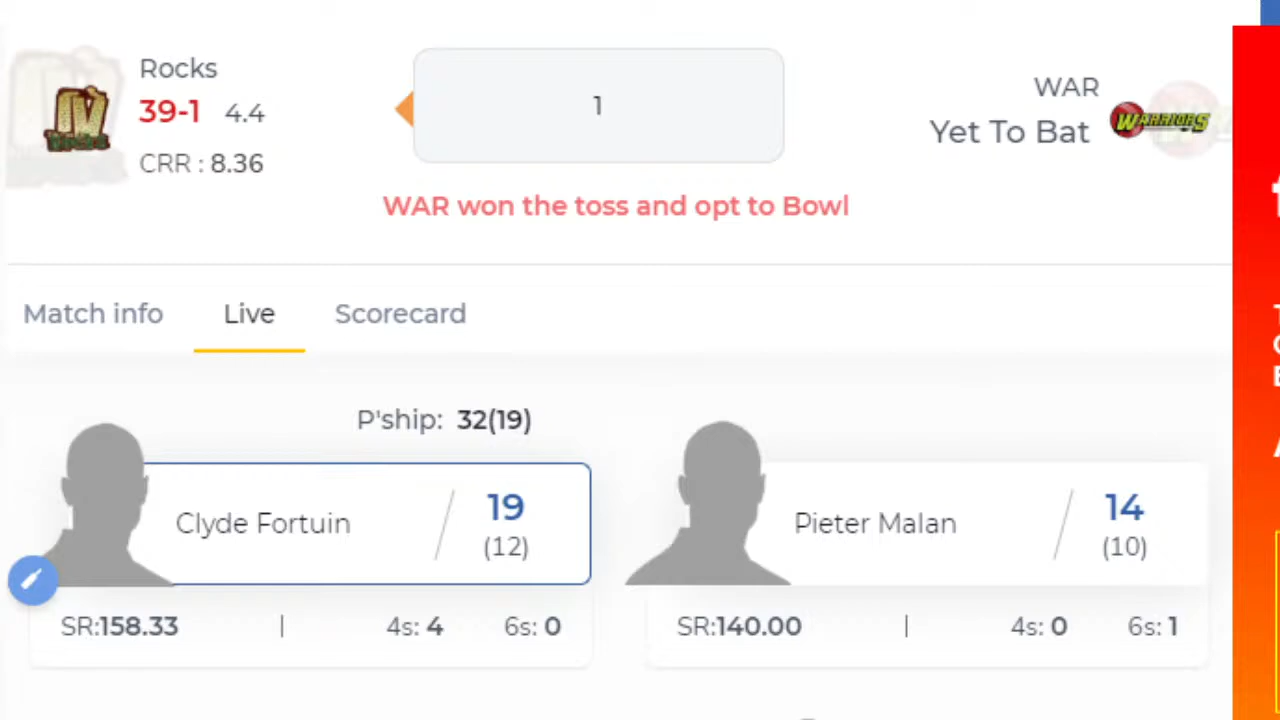 Rocks
39-1 4.4
CRR : 8.36
1
WAR
Yet To Bat
WARRIORS
WAR won the toss and opt to Bowl
Match info Live Scorecard
P'ship: 32(19)
Clyde Fortuin 19 (12)
Pieter Malan 14 (10)
SR:158.33 | 4s: 4 6s: 0
SR:140.00 | 4s: 0 6s: 1